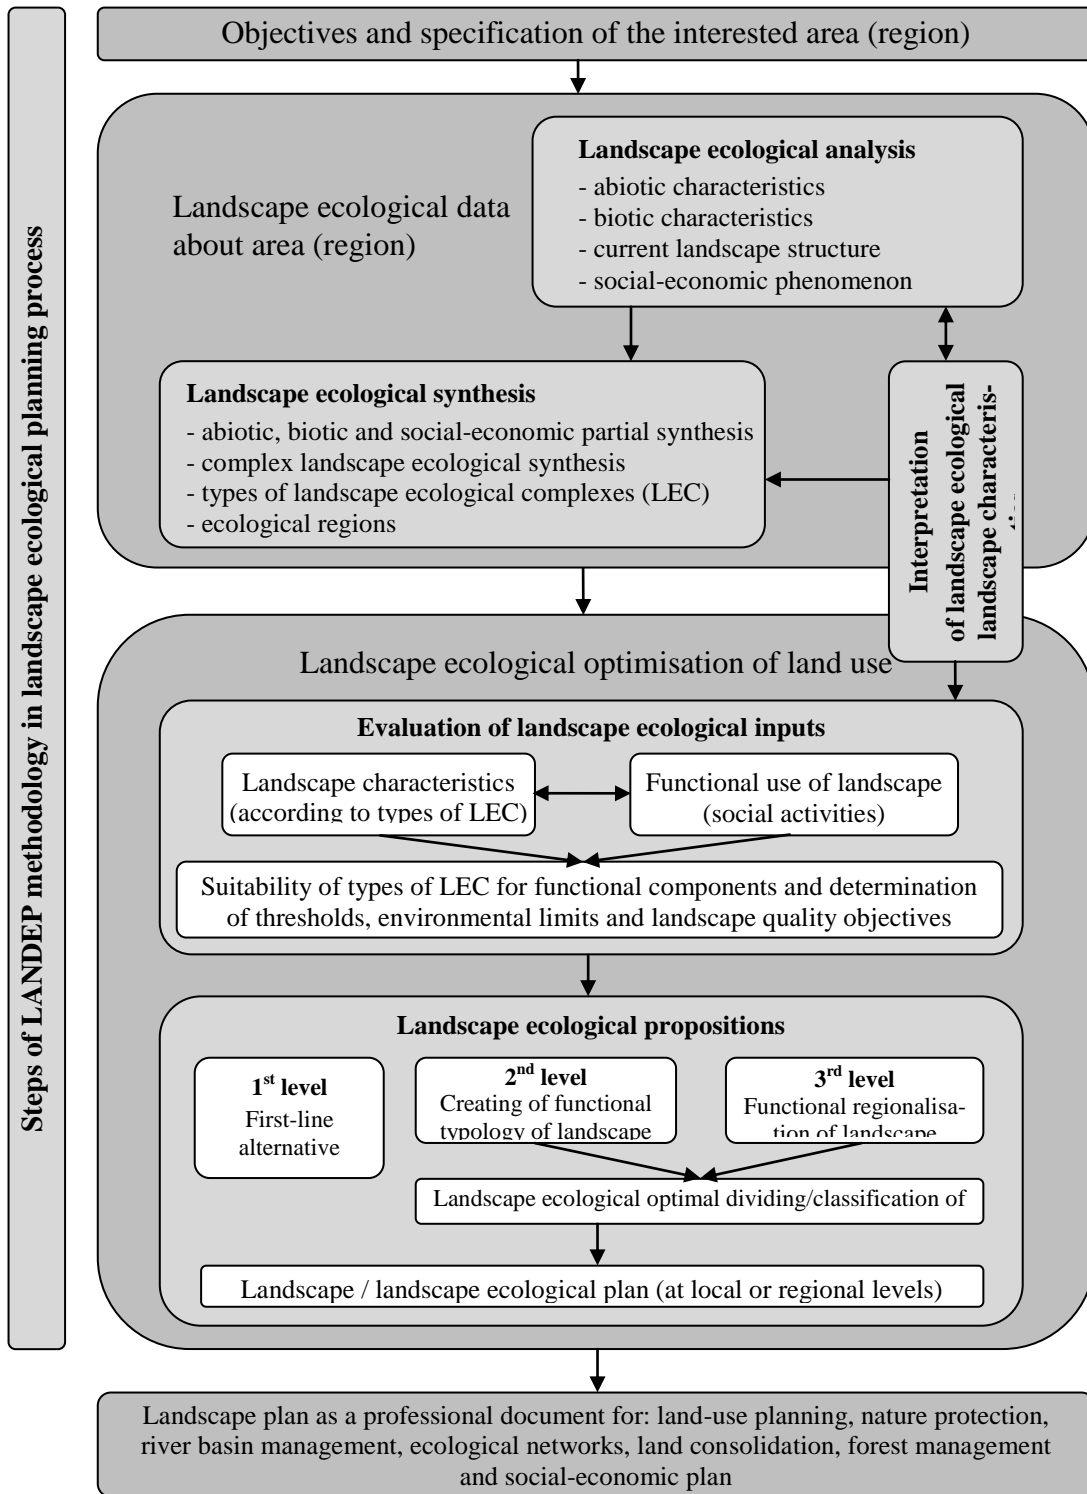 Steps of LANDEP methodology in landscape ecological planning process
Objectives and specification of the interested area (region)
Landscape ecological data
about area (region)
Landscape ecological analysis
- abiotic characteristics
- biotic characteristics
- current landscape structure
- social-economic phenomenon
Landscape ecological synthesis
- abiotic, biotic and social-economic partial synthesis
- complex landscape ecological synthesis
- types of landscape ecological complexes (LEC)
- ecological regions
Interpretation
of landscape ecological
landscape characteris-
Landscape ecological optimisation of land use
Evaluation of landscape ecological inputs
Landscape characteristics
(according to types of LEC)
Functional use of landscape
(social activities)
Suitability of types of LEC for functional components and determination
of thresholds, environmental limits and landscape quality objectives
Landscape ecological propositions
1st level
First-line
alternative
2nd level
Creating of functional
typology of landscape
3rd level
Functional regionalisa-
tion of landscape
Landscape ecological optimal dividing/classification of
Landscape / landscape ecological plan (at local or regional levels)
Landscape plan as a professional document for: land-use planning, nature protection,
river basin management, ecological networks, land consolidation, forest management
and social-economic plan